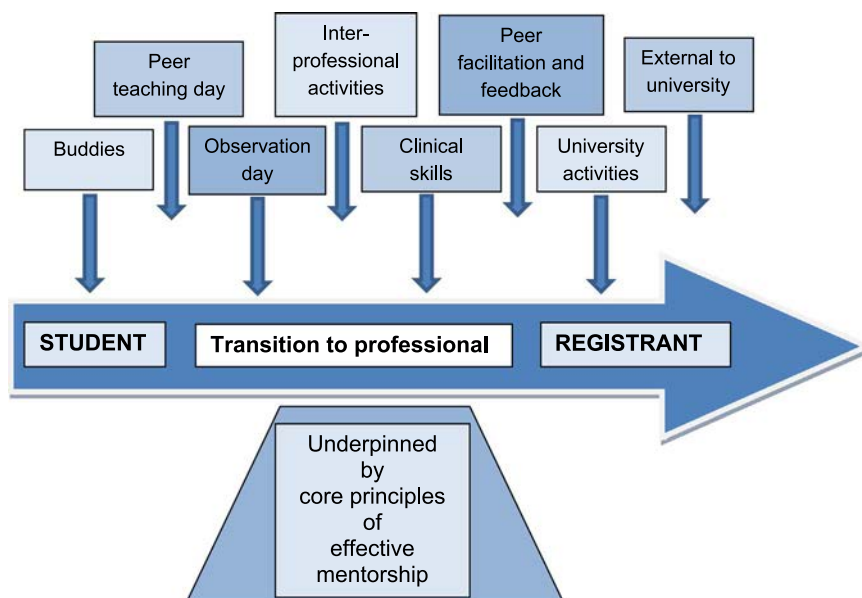 Peer
teaching day
Inter-
professional
activities
Peer
facilitation and
feedback
External to
university
Buddies
Observation
day
Clinical
skills
University
activities
STUDENT
Transition to professional
REGISTRANT
Underpinned
by
core principles
of
effective
mentorship